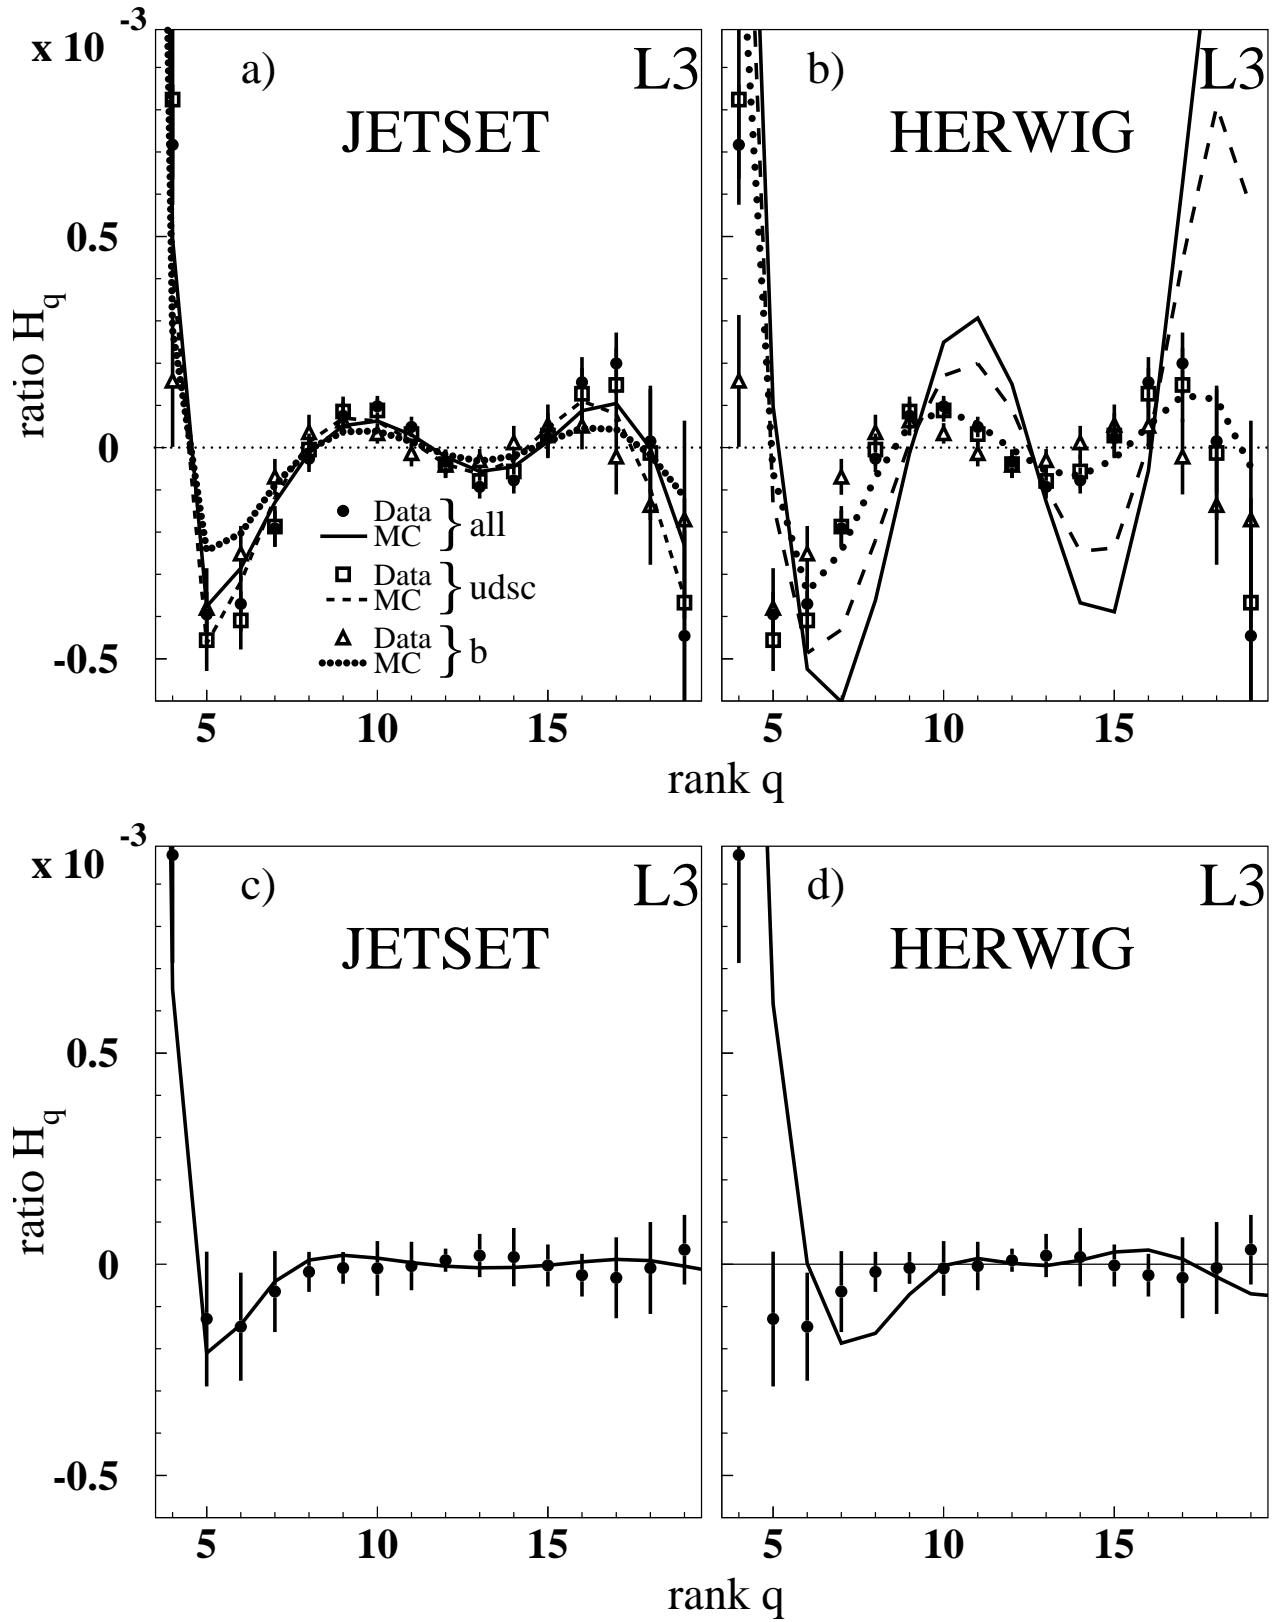 x 10 -3
a) L3
JETSET
0.5
0
-0.5
ratio Hq
Data
MC } all
Data
MC } udsc
Data
MC } b
5 10 15
b) L3
HERWIG
5 10 15
rank q
x 10 -3
c) L3
JETSET
0.5
0
-0.5
ratio Hq
5 10 15
d) L3
HERWIG
5 10 15
rank q